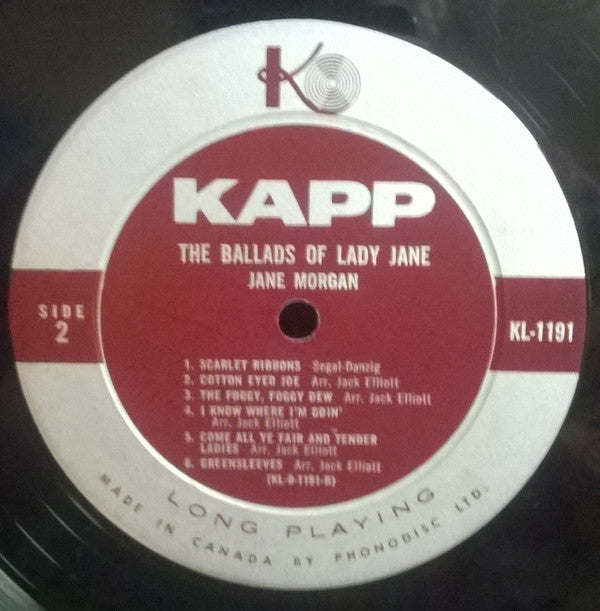 K
KAPP
THE BALLADS OF LADY JANE
JANE MORGAN
SIDE
2
KL-1191
1. SCARLET RIBBONS Segal-Danzig
2. COTTON EYED JOE Arr. Jack Elliott
3. THE FOGGY, FOGGY DEW Arr. Jack Elliott
4. I KNOW WHERE I'M GOIN'
Arr. Jack Elliott
5. COME ALL YE FAIR AND TENDER
LADIES Arr. Jack Elliott
6. GREENSLEEVES Arr. Jack Elliott
(KL-0-1191-B)
LONG PLAYING
MADE IN CANADA BY PHONODISC LTD.